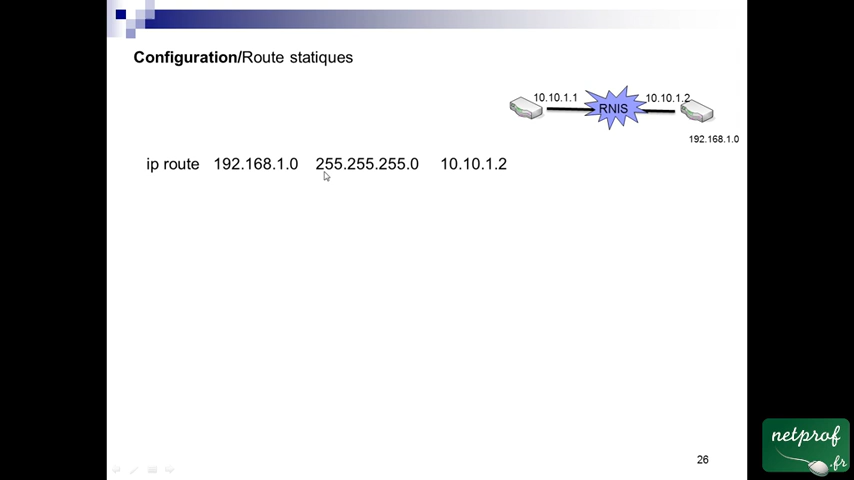 Configuration/Route statiques
10.10.1.1
RNIS
10.10.1.2
192.168.1.0
ip route 192.168.1.0 255.255.255.0 10.10.1.2
netprof
.fr
26